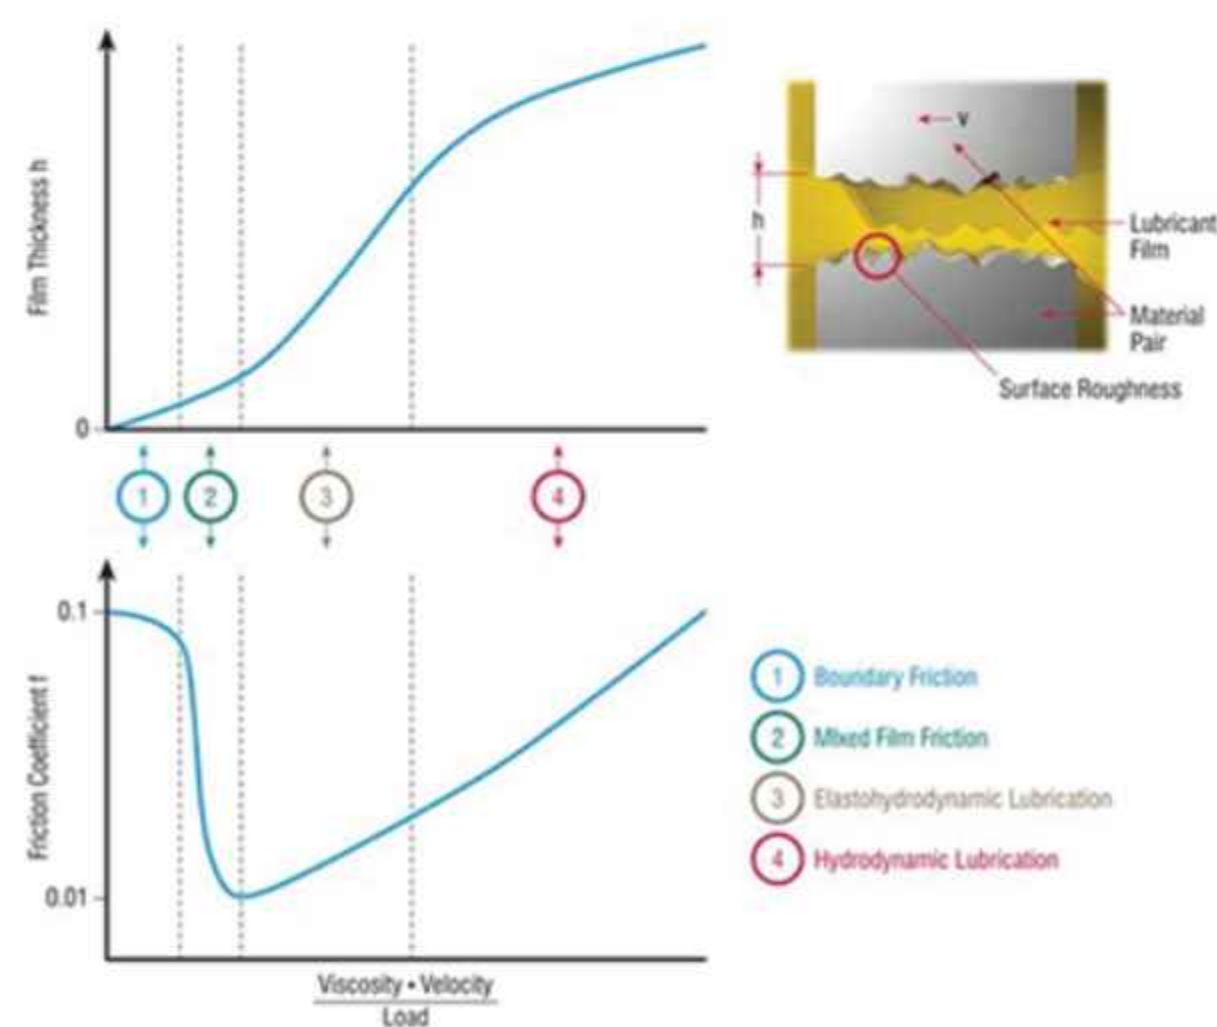 Film Thickness h
0
1
2
3
4
V
h
Lubricant
Film
Material
Pair
Surface Roughness
0.1
0.01
Friction Coefficient f
Viscosity • Velocity
Load
1 Boundary Friction
2 MIxed Film Friction
3 Elastohydrodynamic Lubrication
4 Hydrodynamic Lubrication